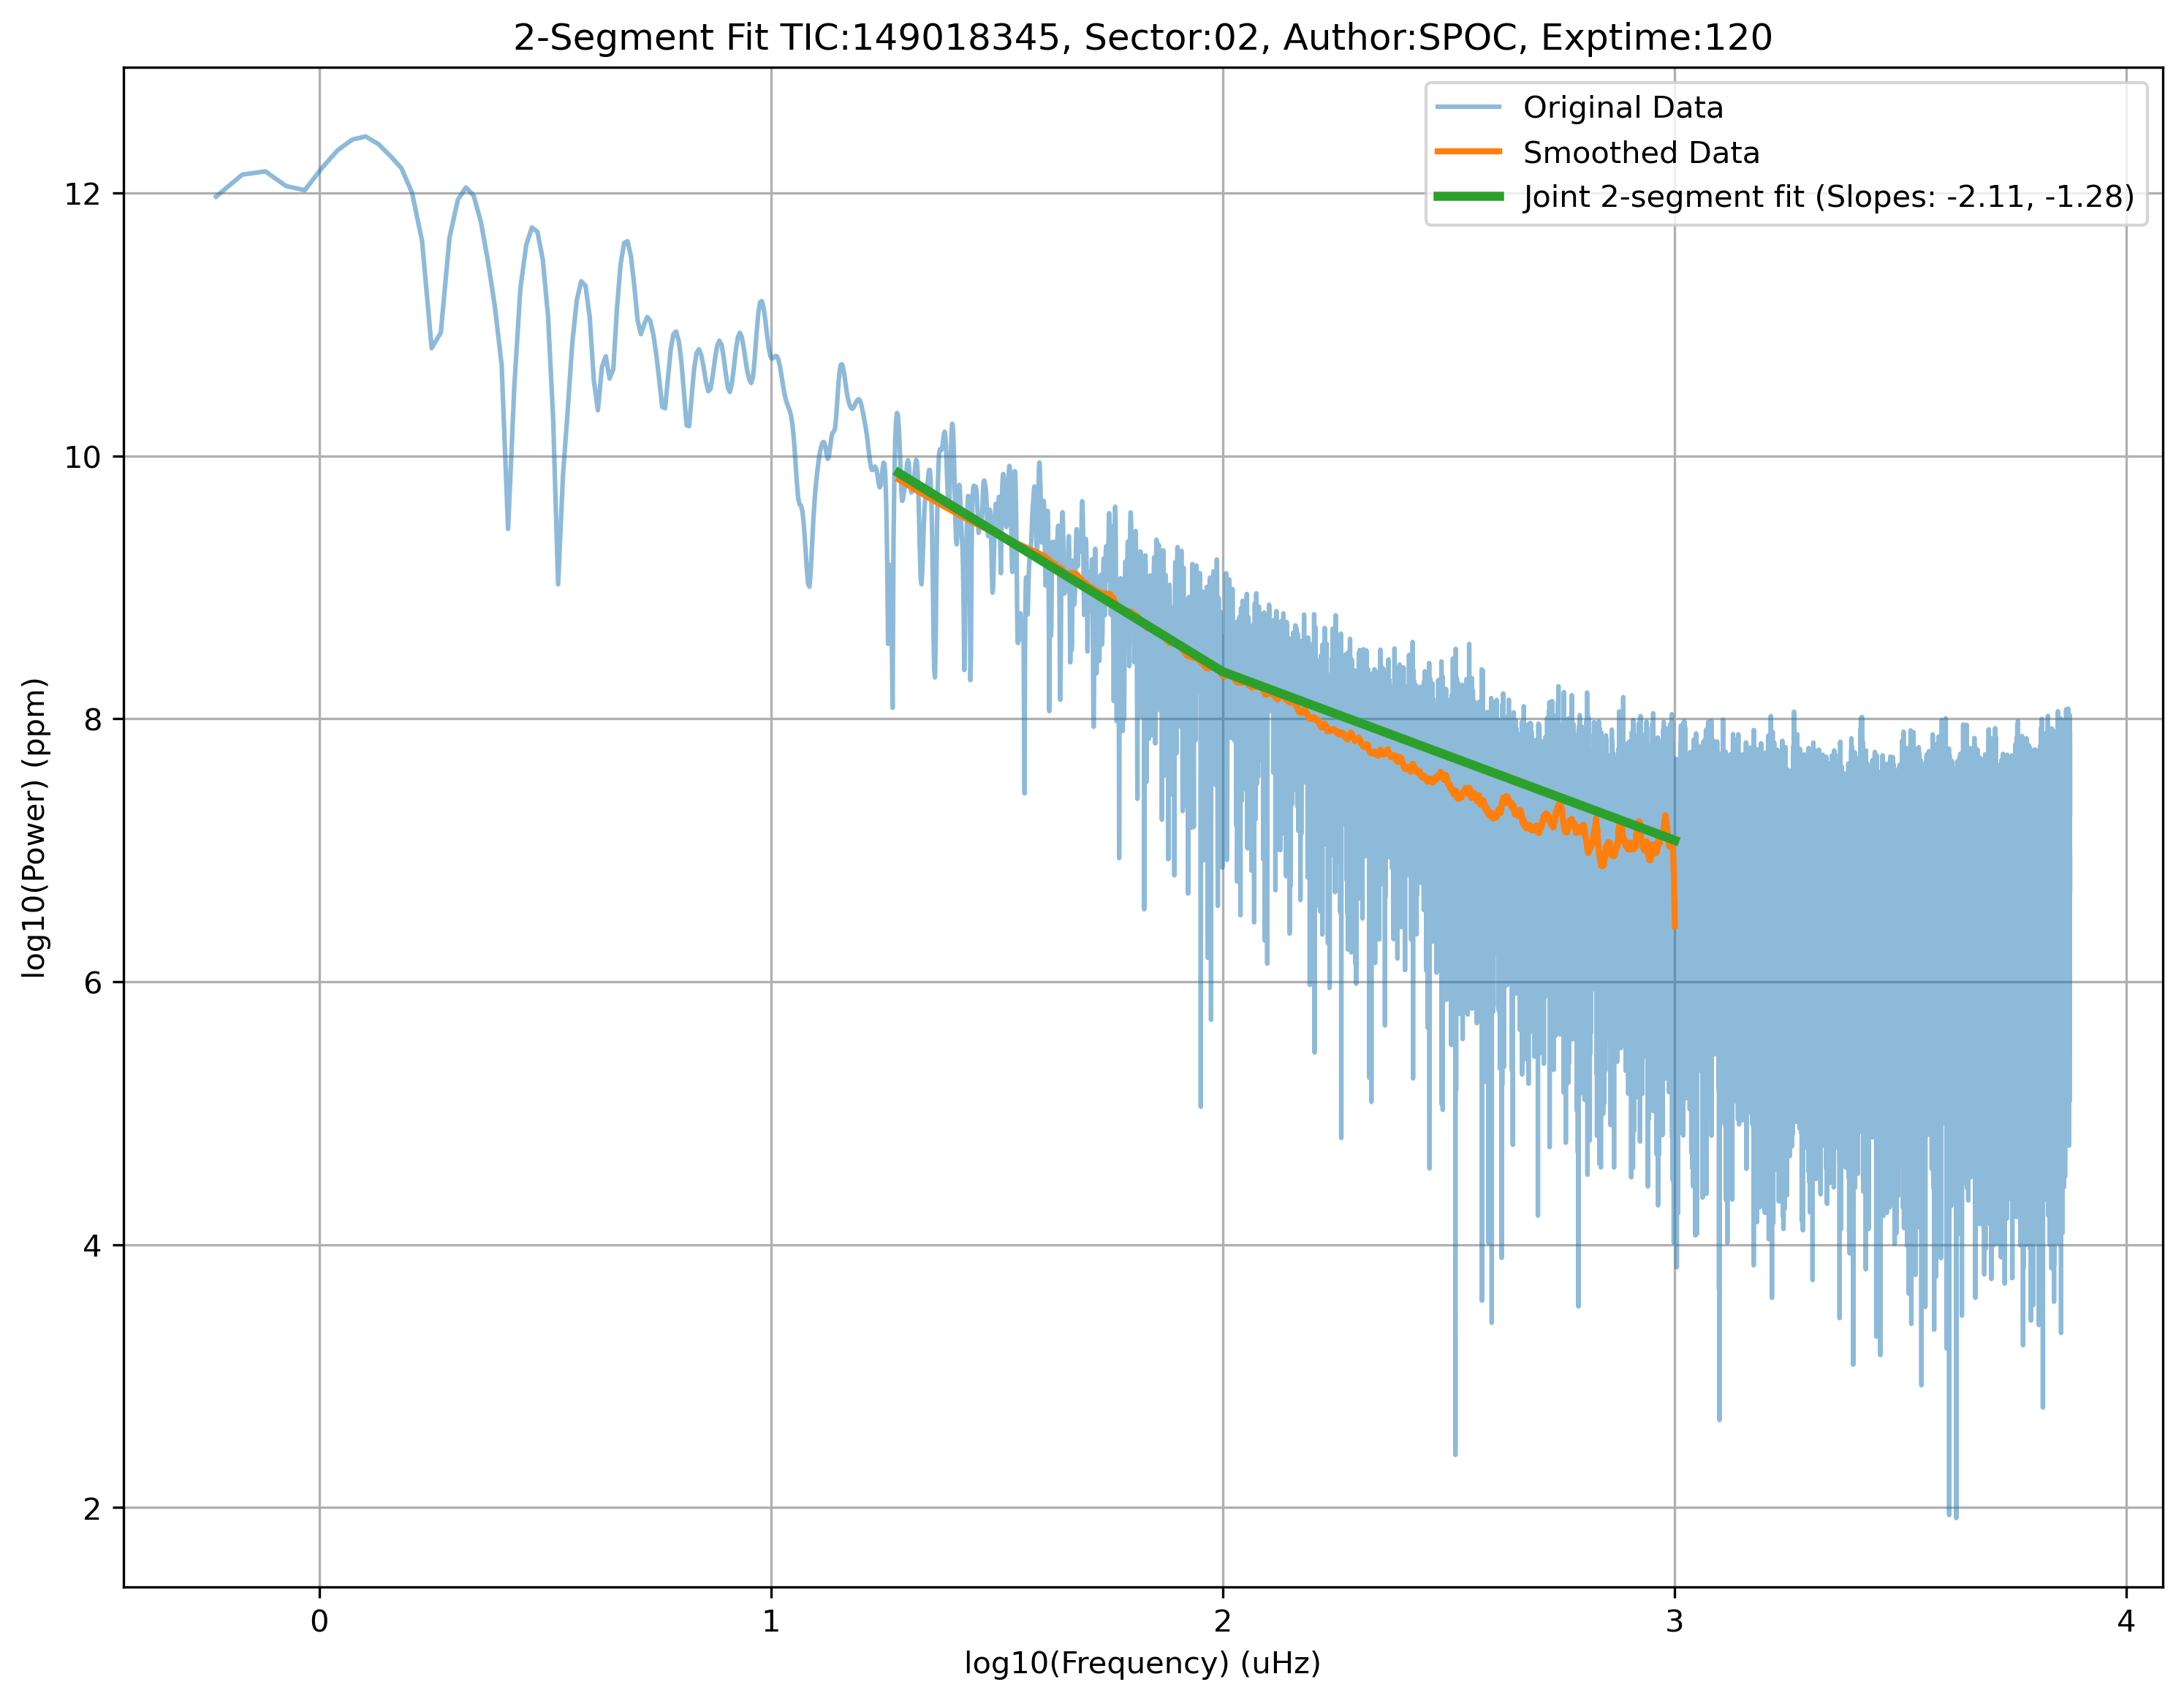 2-Segment Fit TIC:149018345, Sector:02, Author:SPOC, Exptime:120
Original Data
Smoothed Data
Joint 2-segment fit (Slopes: -2.11, -1.28)
log10(Power) (ppm)
12
10
8
6
4
2
0 1 2 3 4
log10(Frequency) (uHz)